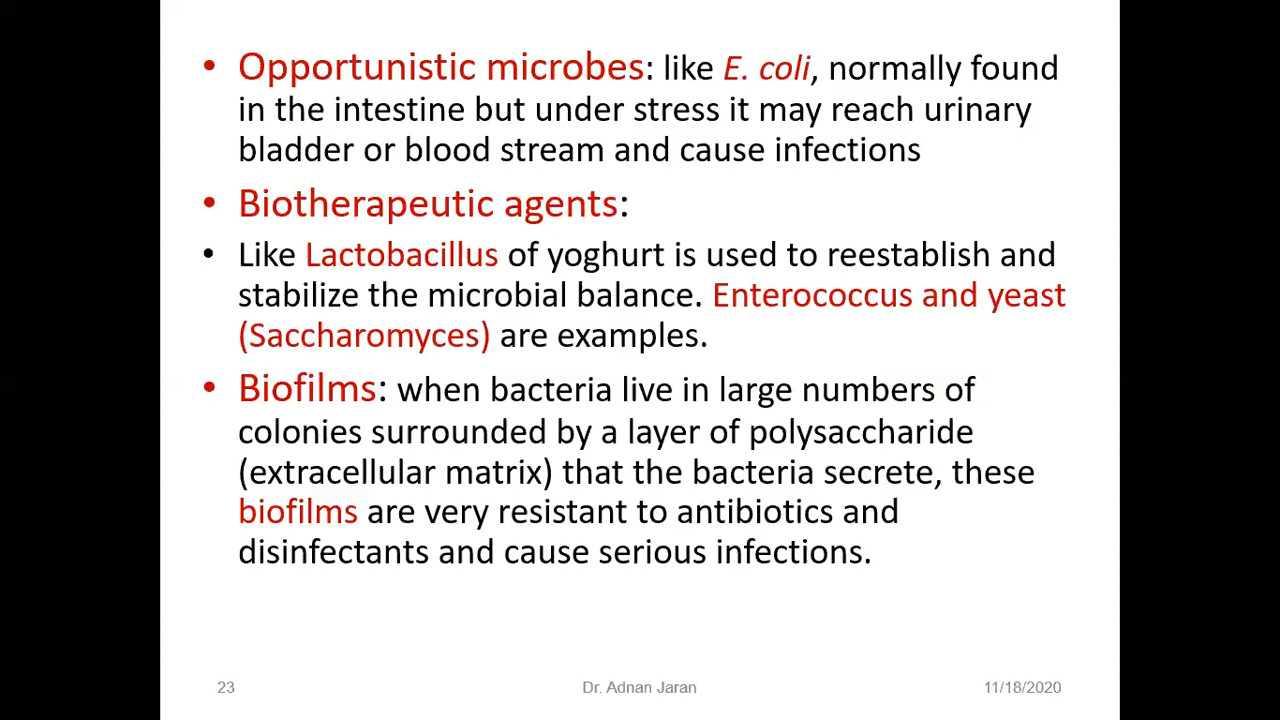 • Opportunistic microbes: like E. coli, normally found
in the intestine but under stress it may reach urinary
bladder or blood stream and cause infections
• Biotherapeutic agents:
• Like Lactobacillus of yoghurt is used to reestablish and
stabilize the microbial balance. Enterococcus and yeast
(Saccharomyces) are examples.
• Biofilms: when bacteria live in large numbers of
colonies surrounded by a layer of polysaccharide
(extracellular matrix) that the bacteria secrete, these
biofilms are very resistant to antibiotics and
disinfectants and cause serious infections.
23 Dr. Adnan Jaran 11/18/2020